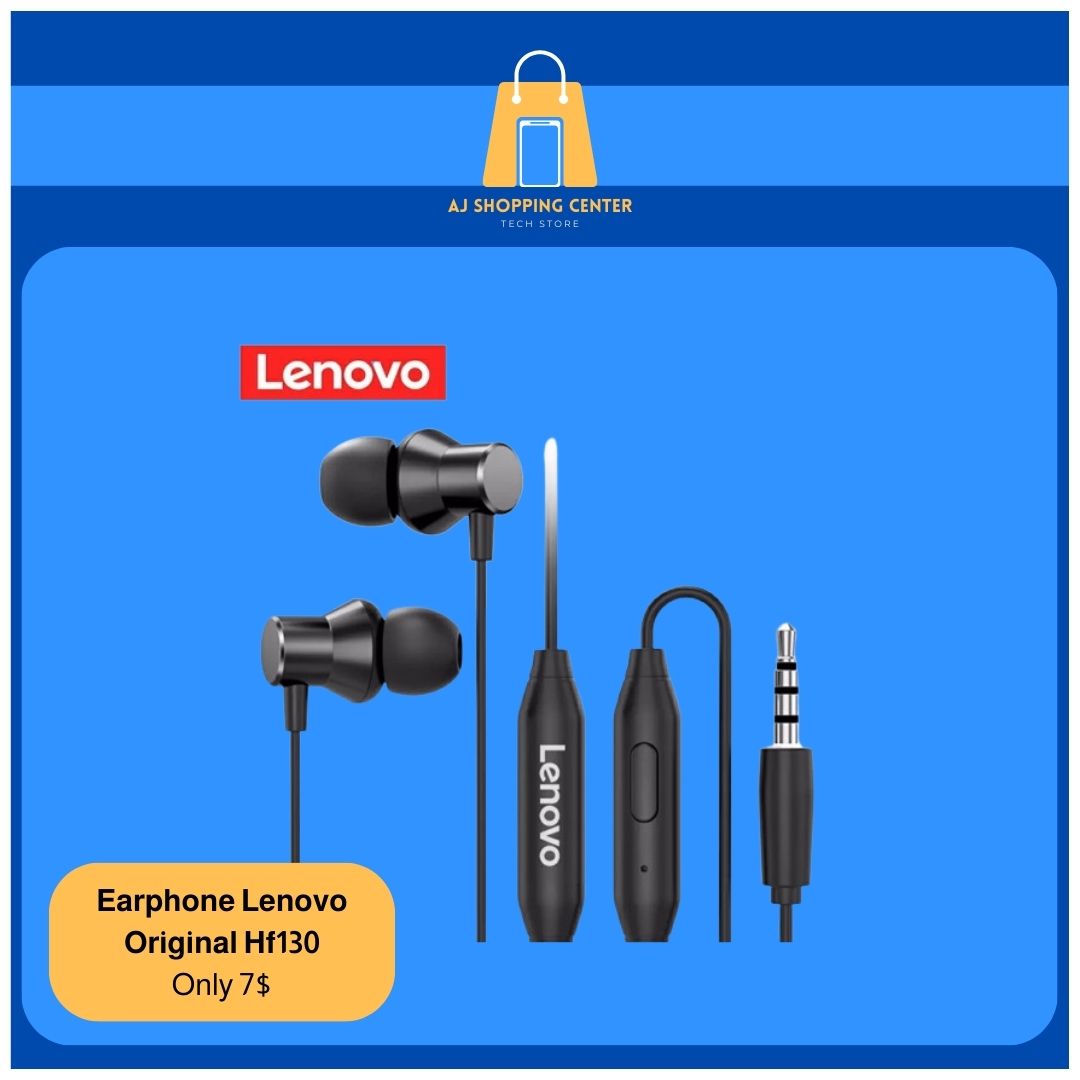 AJ SHOPPING CENTER
TECH STORE
Lenovo
Lenovo
Earphone Lenovo
Original Hf130
Only 7$